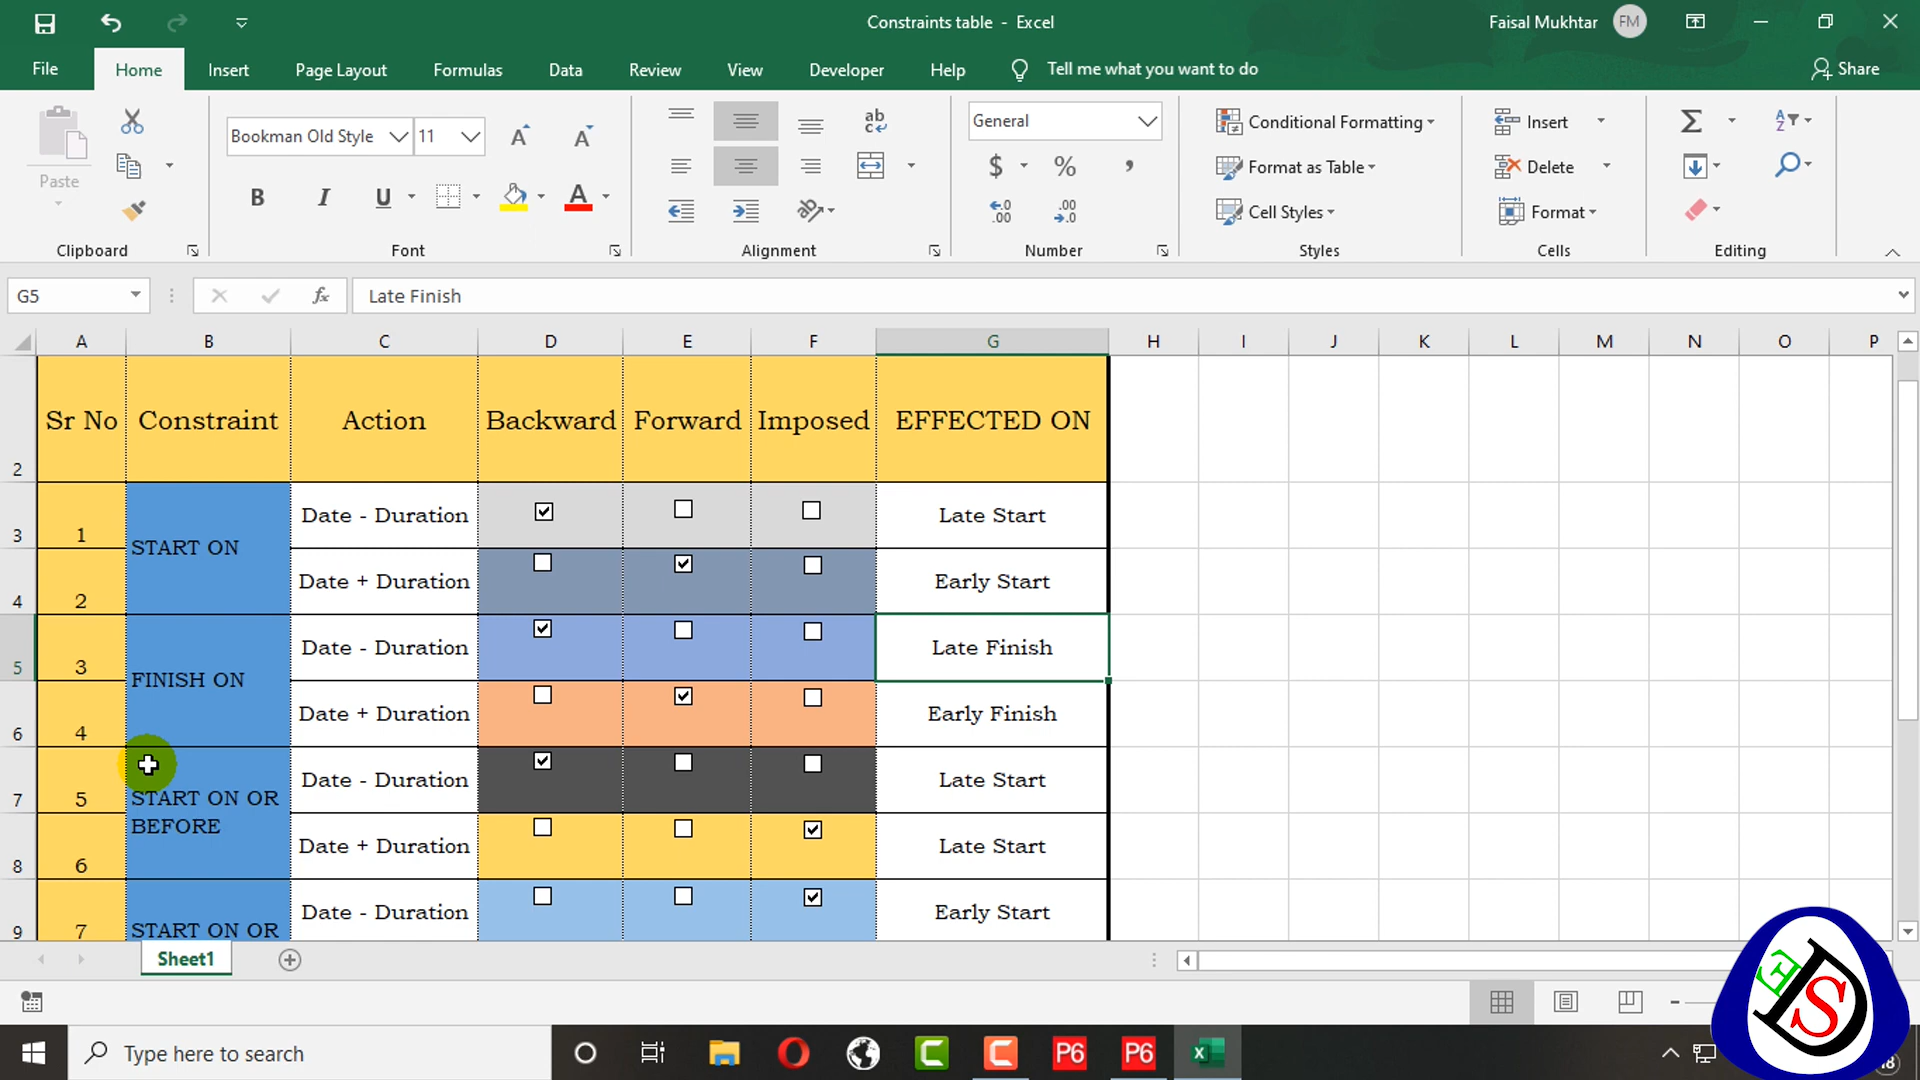 Constraints table - Excel
Faisal Mukhtar FM
File Home Insert Page Layout Formulas Data Review View Developer Help Tell me what you want to do Share
Paste
Clipboard
Bookman Old Style 11
B I U A
Font
ab
c
Alignment
General
$ % ,
Number
Conditional Formatting
Format as Table
Cell Styles
Styles
Insert
Delete
Format
Cells
Editing
G5 fx Late Finish
A B C D E F G H I J K L M N O P
2 Sr No Constraint Action Backward Forward Imposed EFFECTED ON
3 1 START ON Date - Duration Late Start
4 2 Date + Duration Early Start
5 3 FINISH ON Date - Duration Late Finish
6 4 Date + Duration Early Finish
7 5 START ON OR BEFORE Date - Duration Late Start
8 6 Date + Duration Late Start
9 7 START ON OR Date - Duration Early Start
Sheet1
Type here to search
P6 P6
E D S